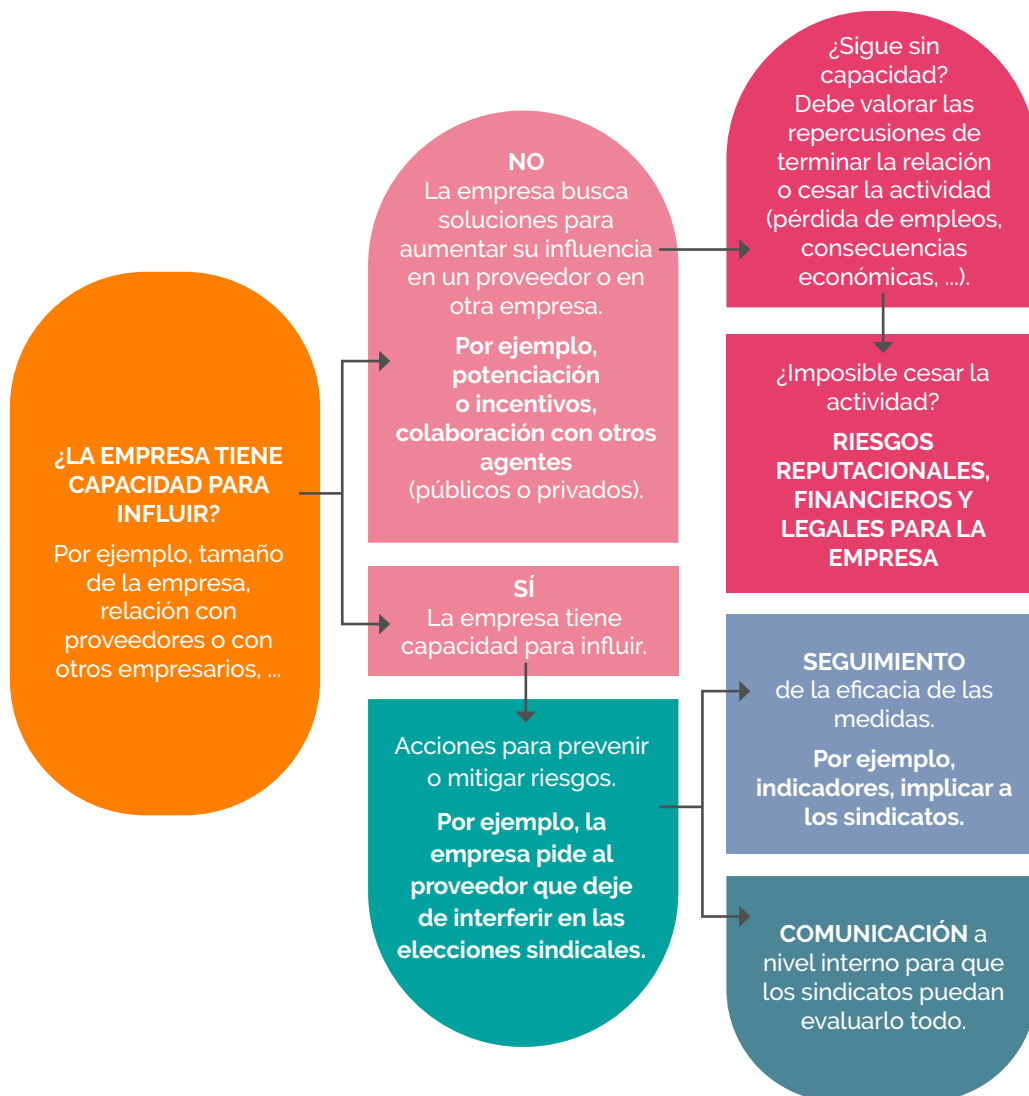 ¿LA EMPRESA TIENE
CAPACIDAD PARA
INFLUIR?
Por ejemplo, tamaño
de la empresa,
relación con
proveedores o con
otros empresarios, ...
NO
La empresa busca
soluciones para
aumentar su influencia
en un proveedor o en
otra empresa.
Por ejemplo,
potenciación
o incentivos,
colaboración con otros
agentes
(públicos o privados).
¿Sigue sin
capacidad?
Debe valorar las
repercusiones de
terminar la relación
o cesar la actividad
(pérdida de empleos,
consecuencias
económicas, ...).
¿Imposible cesar la
actividad?
RIESGOS
REPUTACIONALES,
FINANCIEROS Y
LEGALES PARA LA
EMPRESA
SÍ
La empresa tiene
capacidad para influir.
Acciones para prevenir
o mitigar riesgos.
Por ejemplo, la
empresa pide al
proveedor que deje
de interferir en las
elecciones sindicales.
SEGUIMIENTO
de la eficacia de las
medidas.
Por ejemplo,
indicadores, implicar a
los sindicatos.
COMUNICACIÓN a
nivel interno para que
los sindicatos puedan
evaluarlo todo.